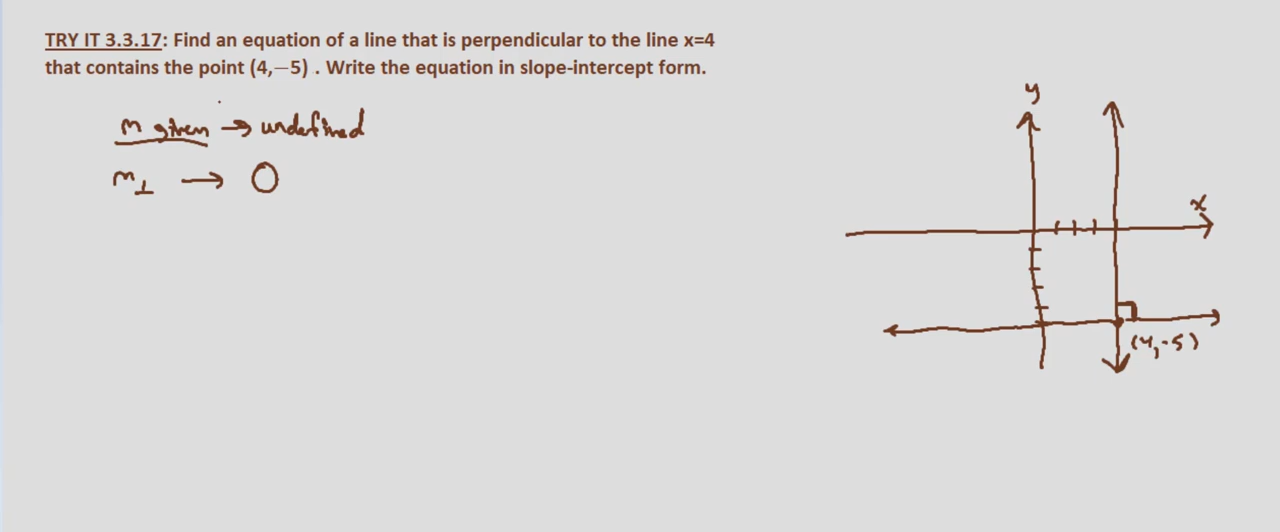 TRY IT 3.3.17: Find an equation of a line that is perpendicular to the line x=4
that contains the point (4,−5) . Write the equation in slope-intercept form.
m given → undefined
m⊥ → 0
y
x
(4,-5)